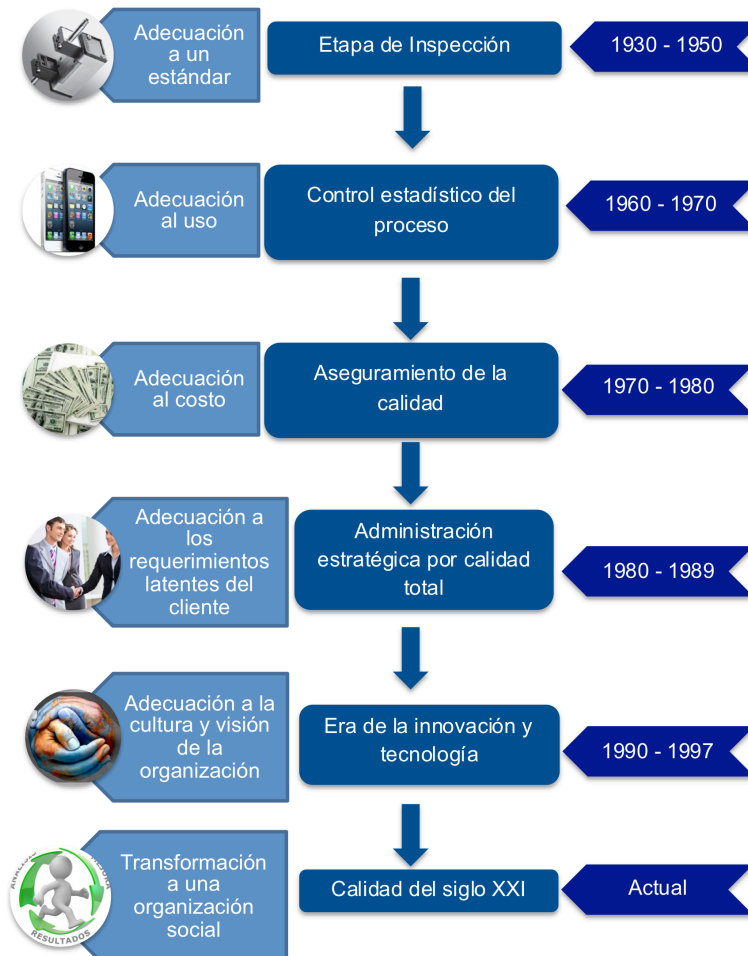 Adecuación
a un
estándar
Etapa de Inspección
1930 - 1950
Adecuación
al uso
Control estadístico del
proceso
1960 - 1970
Adecuación
al costo
Aseguramiento de la
calidad
1970 - 1980
Adecuación a
los
requerimientos
latentes del
cliente
Administración
estratégica por calidad
total
1980 - 1989
Adecuación a la
cultura y visión
de la
organización
Era de la innovación y
tecnología
1990 - 1997
Transformación
a una
organización
social
Calidad del siglo XXI
Actual
RESULTADOS